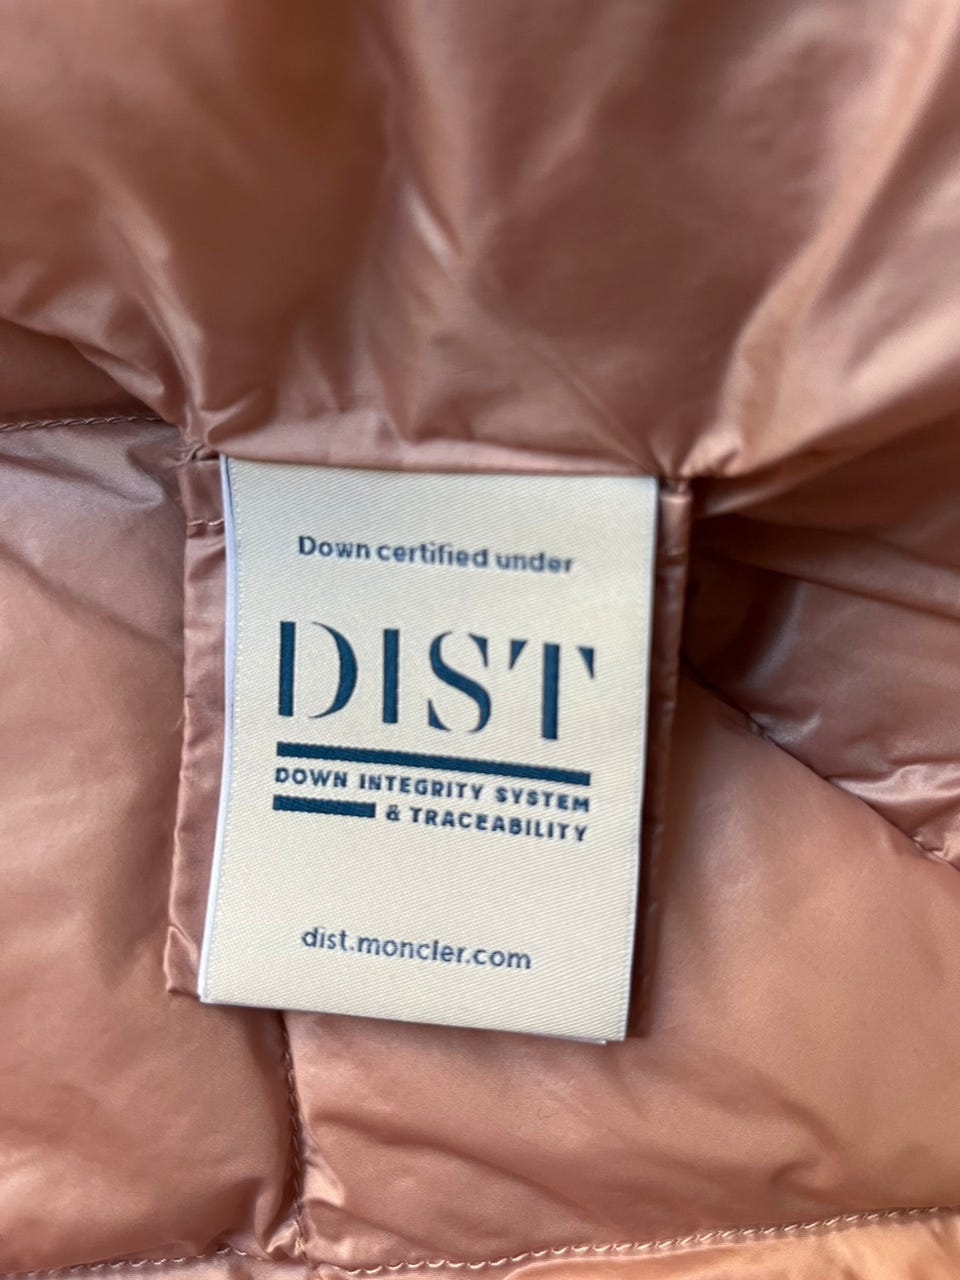 Down certified under
DIST
DOWN INTEGRITY SYSTEM
& TRACEABILITY
dist.moncler.com